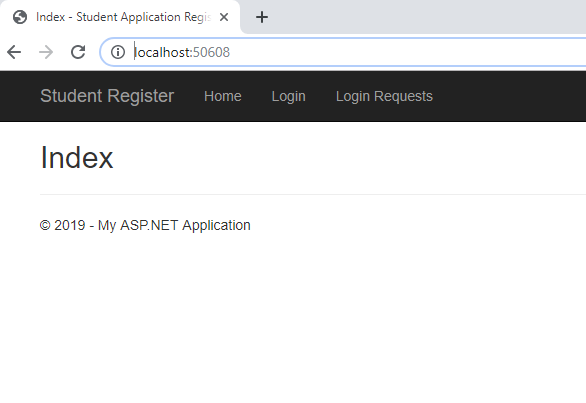 Index - Student Application Regis
localhost:50608
Student Register Home Login Login Requests
Index
© 2019 - My ASP.NET Application